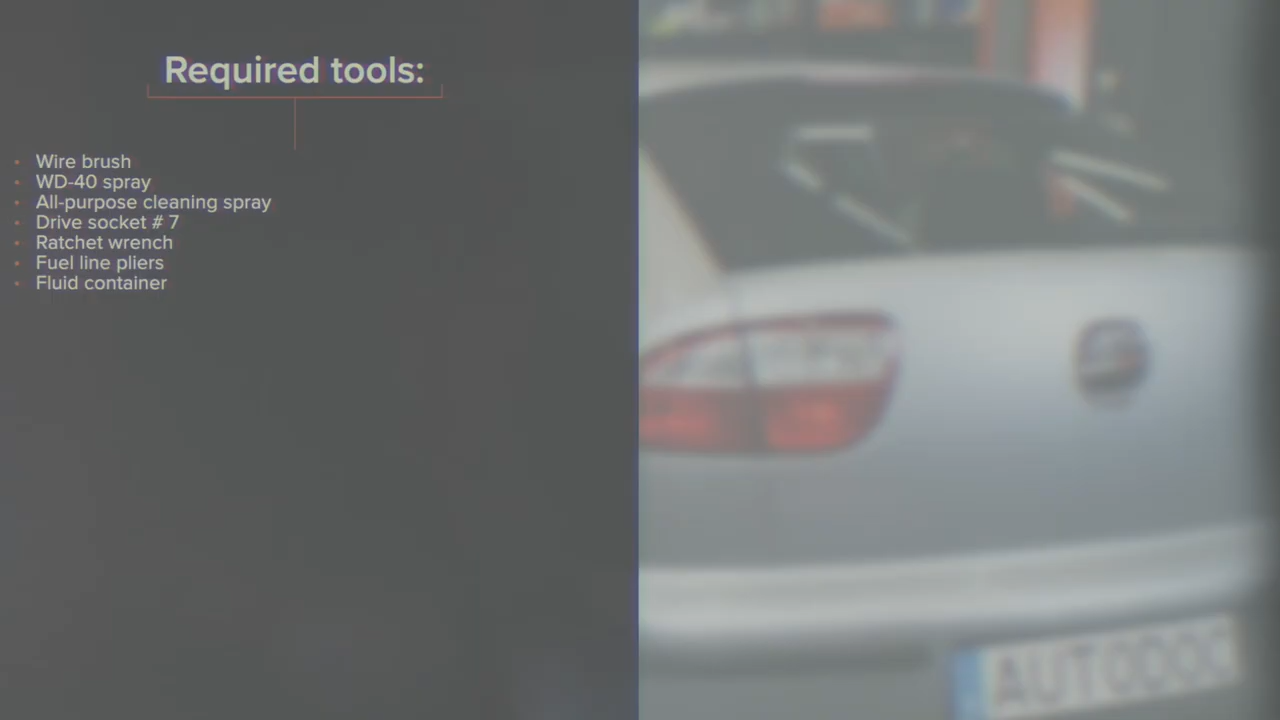 Required tools:
Wire brush
WD-40 spray
All-purpose cleaning spray
Drive socket # 7
Ratchet wrench
Fuel line pliers
Fluid container
AUTODOC